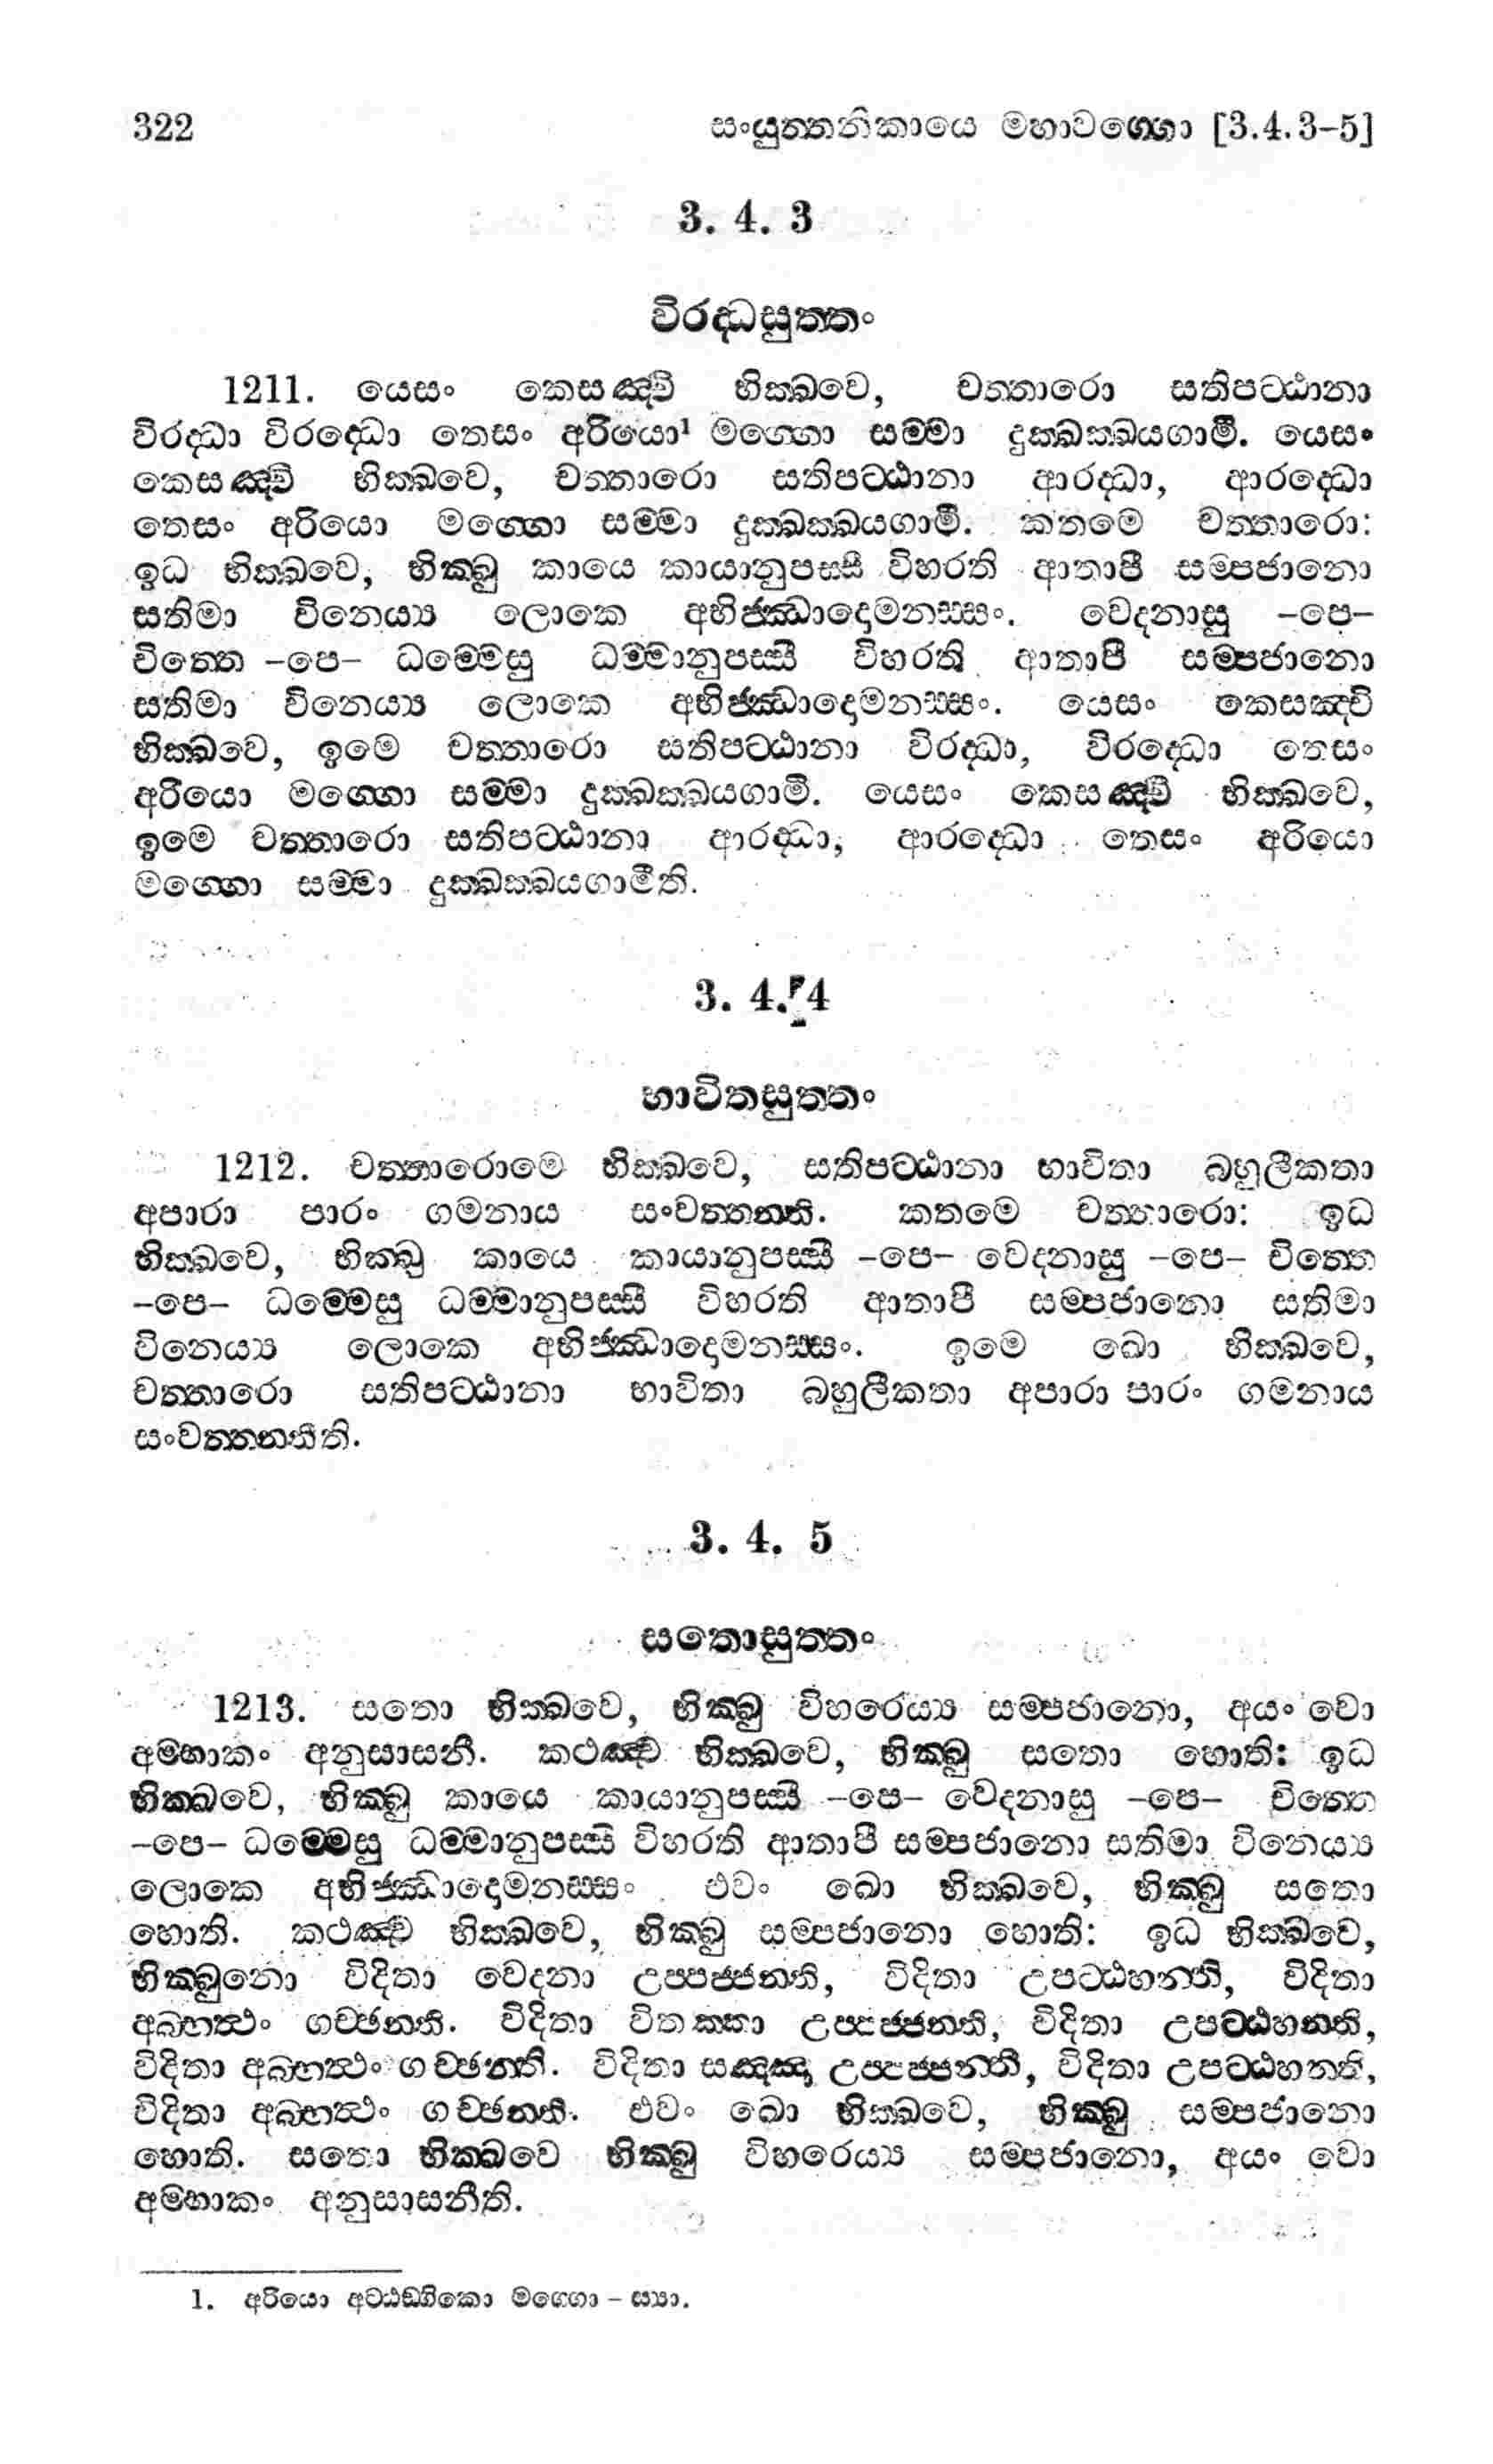 322 සංයුත්තනිකායෙ මහාවග්ගො [3.4.3-5]
3. 4. 3
විරද්ධසුත්තං
1211. යෙසං කෙසඤ්චි භික්ඛවෙ, චත්තාරො සතිපට්ඨානා
විරද්ධා විරද්ධො තෙසං අරියො¹ මග්ගො සම්මා දුක්ඛක්ඛයගාමී. යෙසං
කෙසඤ්චි භික්ඛවෙ, චත්තාරො සතිපට්ඨානා ආරද්ධා, ආරද්ධො
තෙසං අරියො මග්ගො සම්මා දුක්ඛක්ඛයගාමී. කතමෙ චත්තාරො:
ඉධ භික්ඛවෙ, භික්ඛු කායෙ කායානුපස්සී විහරති ආතාපී සම්පජානො
සතිමා විනෙය්‍ය ලොකෙ අභිජ්ඣාදොමනස්සං. වෙදනාසු -පෙ-
චිත්තෙ -පෙ- ධම්මෙසු ධම්මානුපස්සී විහරති ආතාපී සම්පජානො
සතිමා විනෙය්‍ය ලොකෙ අභිජ්ඣාදොමනස්සං. යෙසං කෙසඤ්චි
භික්ඛවෙ, ඉමෙ චත්තාරො සතිපට්ඨානා විරද්ධා, විරද්ධො තෙසං
අරියො මග්ගො සම්මා දුක්ඛක්ඛයගාමී. යෙසං කෙසඤ්චි භික්ඛවෙ,
ඉමෙ චත්තාරො සතිපට්ඨානා ආරද්ධා, ආරද්ධො තෙසං අරියො
මග්ගො සම්මා දුක්ඛක්ඛයගාමීති.
3. 4. 4
භාවිතසුත්තං
1212. චත්තාරොමෙ භික්ඛවෙ, සතිපට්ඨානා භාවිතා බහුලීකතා
අපාරා පාරං ගමනාය සංවත්තන්ති. කතමෙ චත්තාරො: ඉධ
භික්ඛවෙ, භික්ඛු කායෙ කායානුපස්සී -පෙ- වෙදනාසු -පෙ- චිත්තෙ
-පෙ- ධම්මෙසු ධම්මානුපස්සී විහරති ආතාපී සම්පජානො සතිමා
විනෙය්‍ය ලොකෙ අභිජ්ඣාදොමනස්සං. ඉමෙ ඛො භික්ඛවෙ,
චත්තාරො සතිපට්ඨානා භාවිතා බහුලීකතා අපාරා පාරං ගමනාය
සංවත්තන්තීති.
3. 4. 5
සතොසුත්තං
1213. සතො භික්ඛවෙ, භික්ඛු විහරෙය්‍ය සම්පජානො, අයං වො
අම්හාකං අනුසාසනී. කථඤ්ච භික්ඛවෙ, භික්ඛු සතො හොති: ඉධ
භික්ඛවෙ, භික්ඛු කායෙ කායානුපස්සී -පෙ- වෙදනාසු -පෙ- චිත්තෙ
-පෙ- ධම්මෙසු ධම්මානුපස්සී විහරති ආතාපී සම්පජානො සතිමා විනෙය්‍ය
ලොකෙ අභිජ්ඣාදොමනස්සං. එවං ඛො භික්ඛවෙ, භික්ඛු සතො
හොති. කථඤ්ච භික්ඛවෙ, භික්ඛු සම්පජානො හොති: ඉධ භික්ඛවෙ,
භික්ඛුනො විදිතා වෙදනා උප්පජ්ජන්ති, විදිතා උපට්ඨහන්ති, විදිතා
අබ්භත්ථං ගච්ඡන්ති. විදිතා විතක්කා උප්පජ්ජන්ති, විදිතා උපට්ඨහන්ති,
විදිතා අබ්භත්ථං ගච්ඡන්ති. විදිතා සඤ්ඤා උප්පජ්ජන්ති, විදිතා උපට්ඨහන්ති,
විදිතා අබ්භත්ථං ගච්ඡන්ති. එවං ඛො භික්ඛවෙ, භික්ඛු සම්පජානො
හොති. සතො භික්ඛවෙ භික්ඛු විහරෙය්‍ය සම්පජානො, අයං වො
අම්හාකං අනුසාසනීති.
1. අරියො අට්ඨඞ්ගිකො මග්ගො - ස්‍යා.